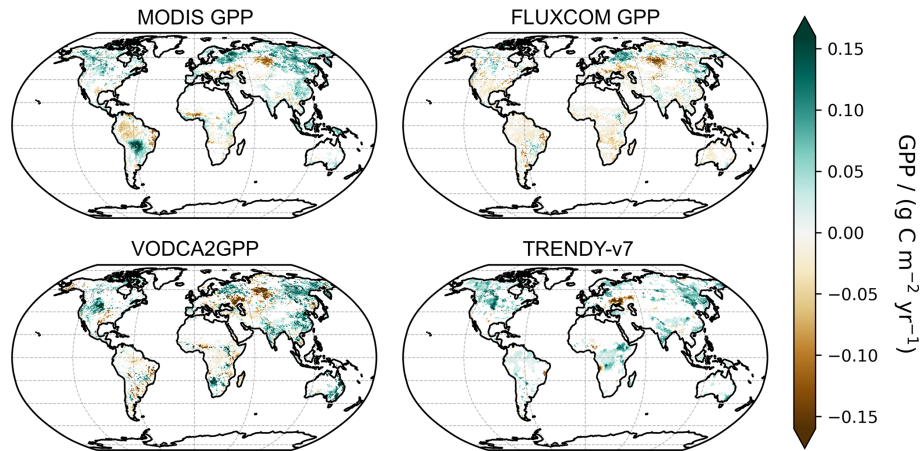 MODIS GPP
FLUXCOM GPP
VODCA2GPP
TRENDY-v7
0.15
0.10
0.05
0.00
−0.05
−0.10
−0.15
GPP / (g C m⁻² yr⁻¹)